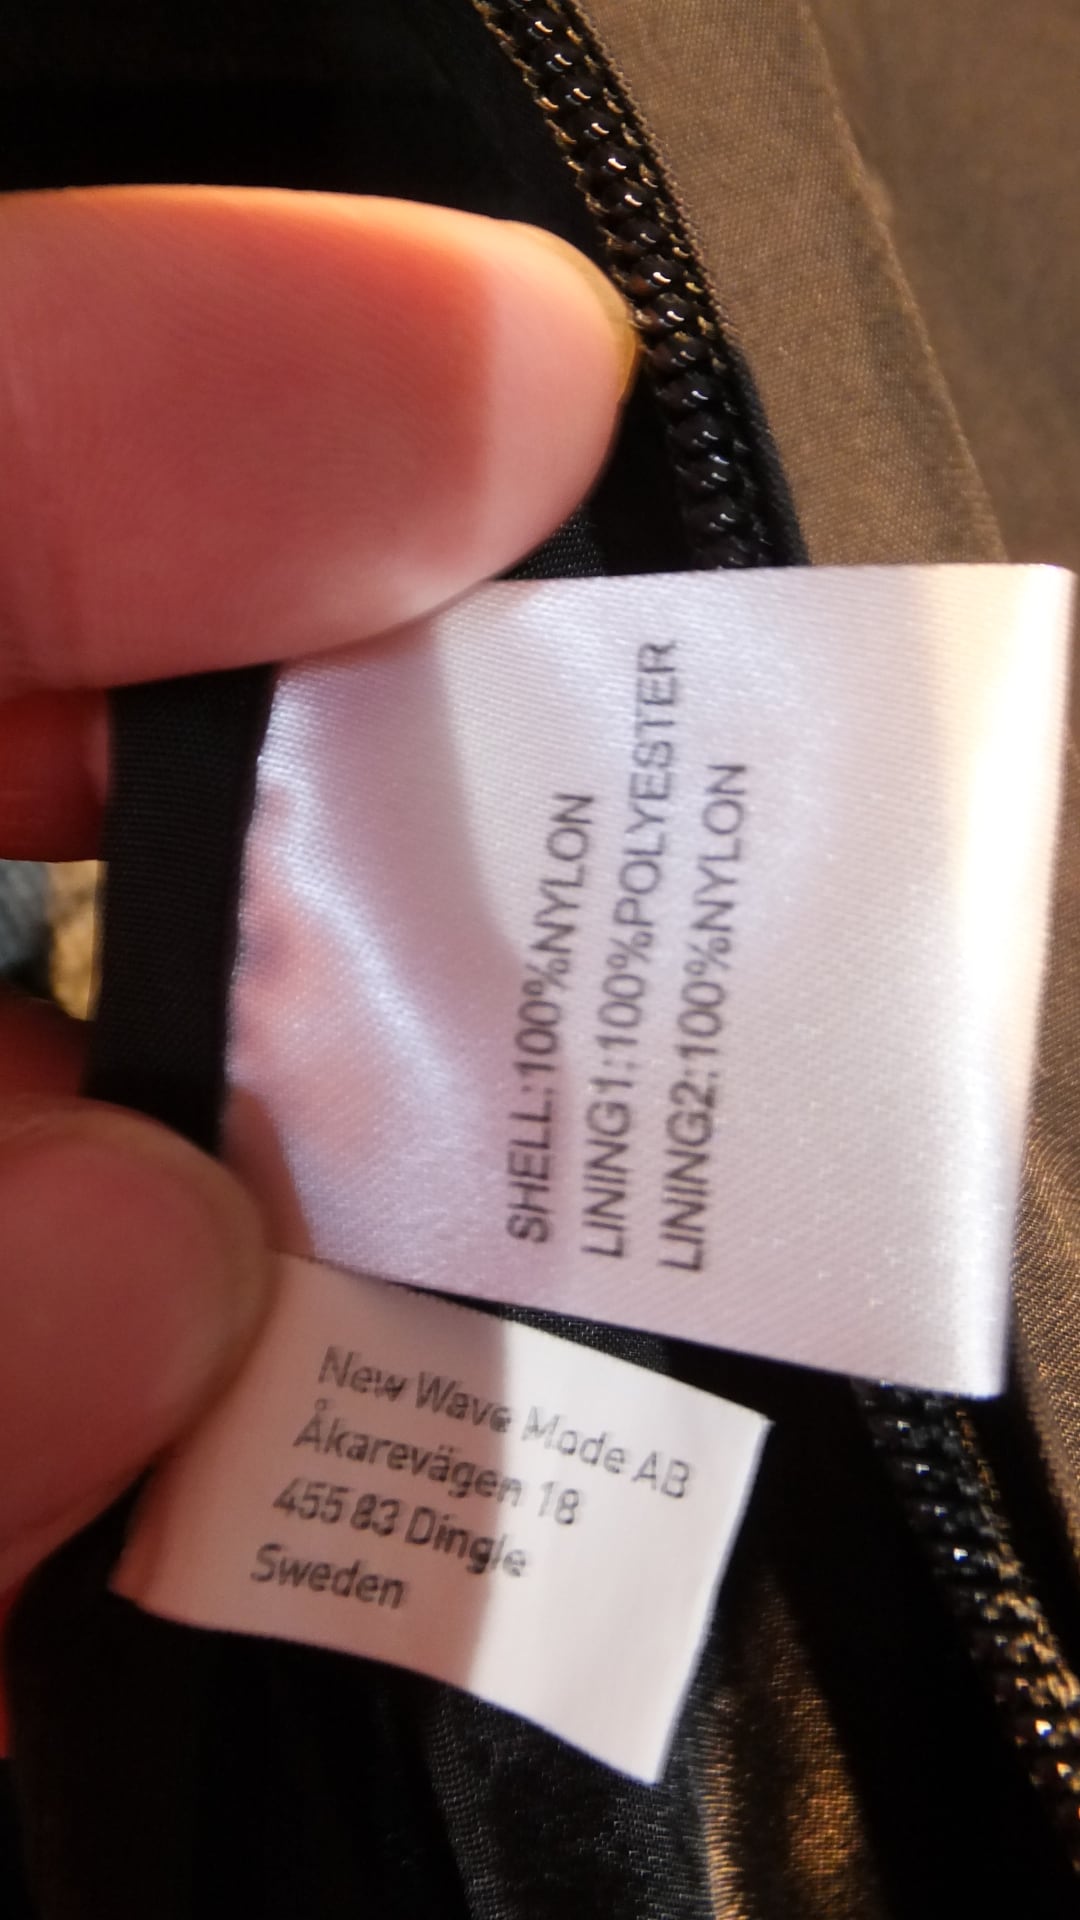 SHELL:100%NYLON
LINING1:100%POLYESTER
LINING2:100%NYLON
New Wave Mode AB
Åkarevägen 18
455 83 Dingle
Sweden